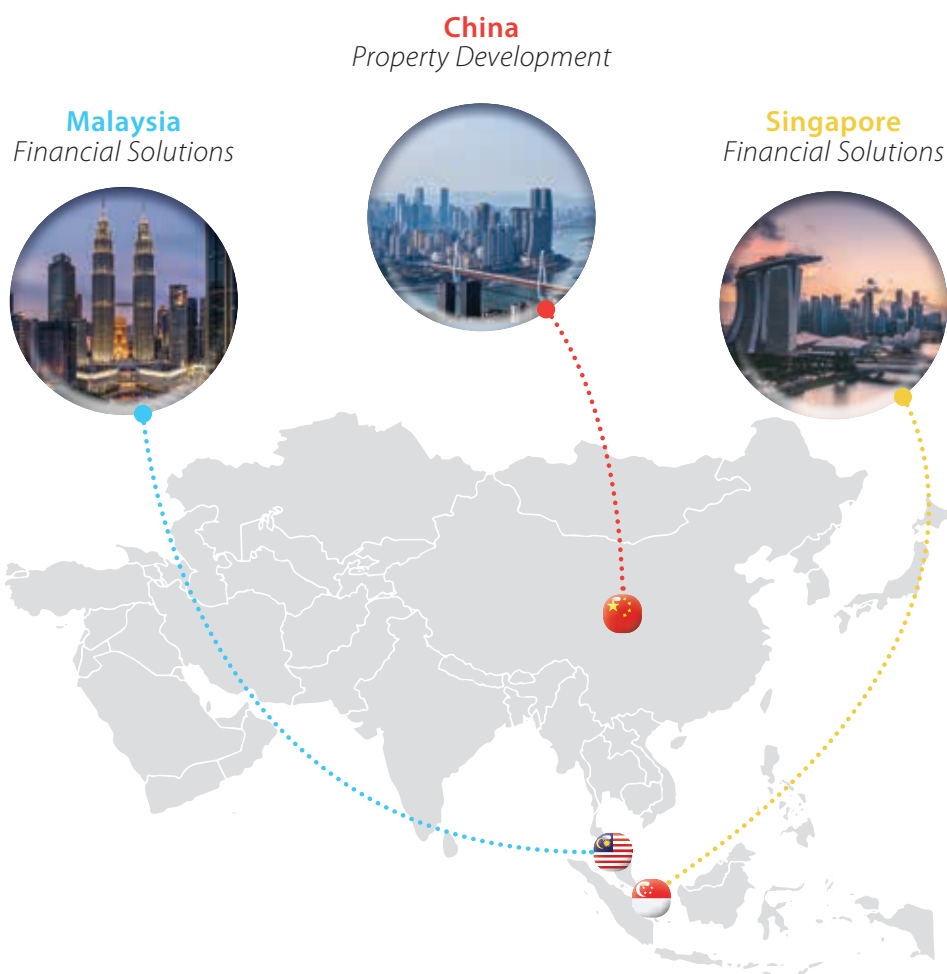 China
Property Development
Malaysia
Financial Solutions
Singapore
Financial Solutions